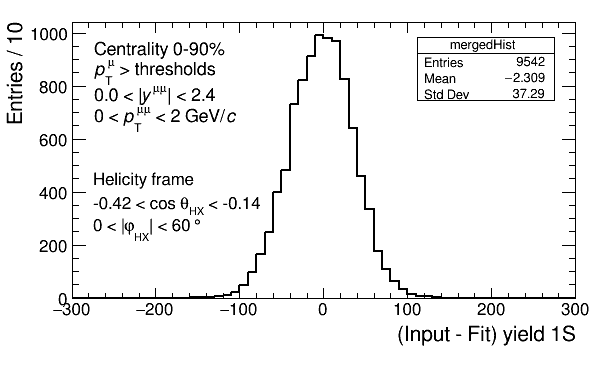 Entries / 10
1000
800
600
400
200
0
Centrality 0-90%
p_T^μ > thresholds
0.0 < |y^μμ| < 2.4
0 < p_T^μμ < 2 GeV/c
Helicity frame
-0.42 < cos θ_HX < -0.14
0 < |φ_HX| < 60 °
mergedHist
Entries 9542
Mean −2.309
Std Dev 37.29
−300 −200 −100 0 100 200 300
(Input - Fit) yield 1S